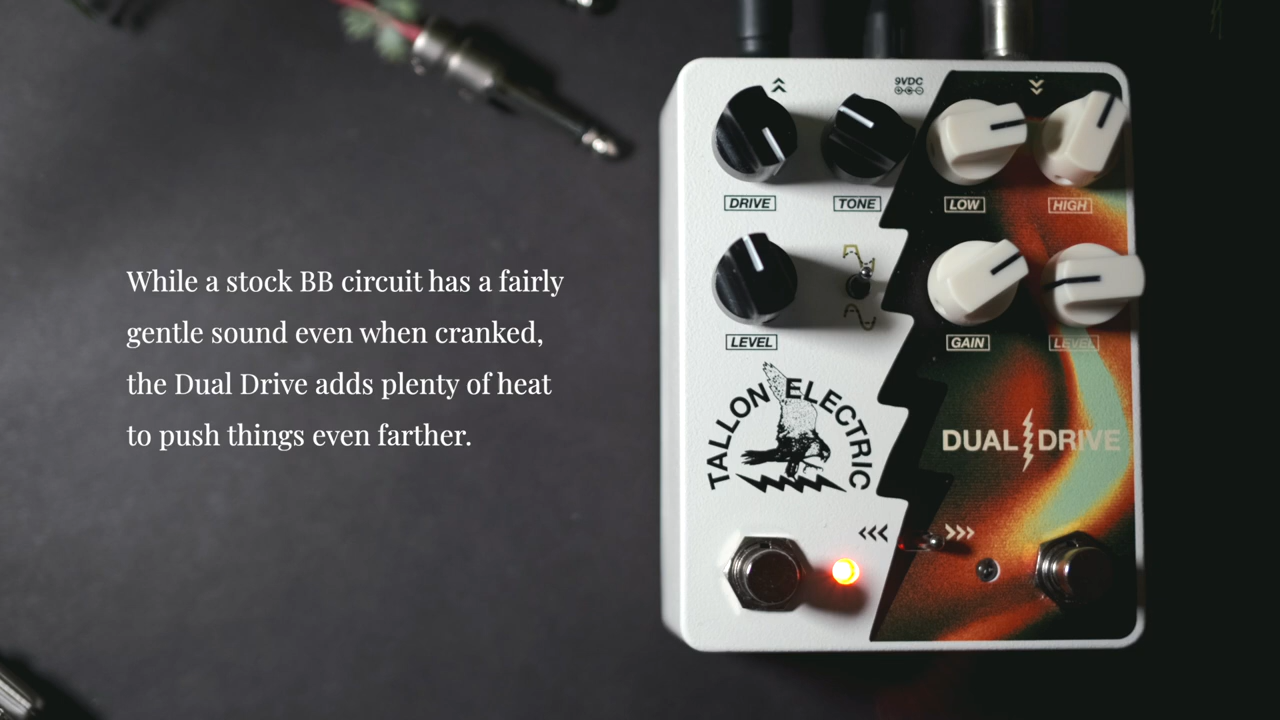 While a stock BB circuit has a fairly
gentle sound even when cranked,
the Dual Drive adds plenty of heat
to push things even farther.
9VDC
DRIVE
TONE
LOW
HIGH
LEVEL
GAIN
LEVEL
TALLON ELECTRIC
DUAL DRIVE